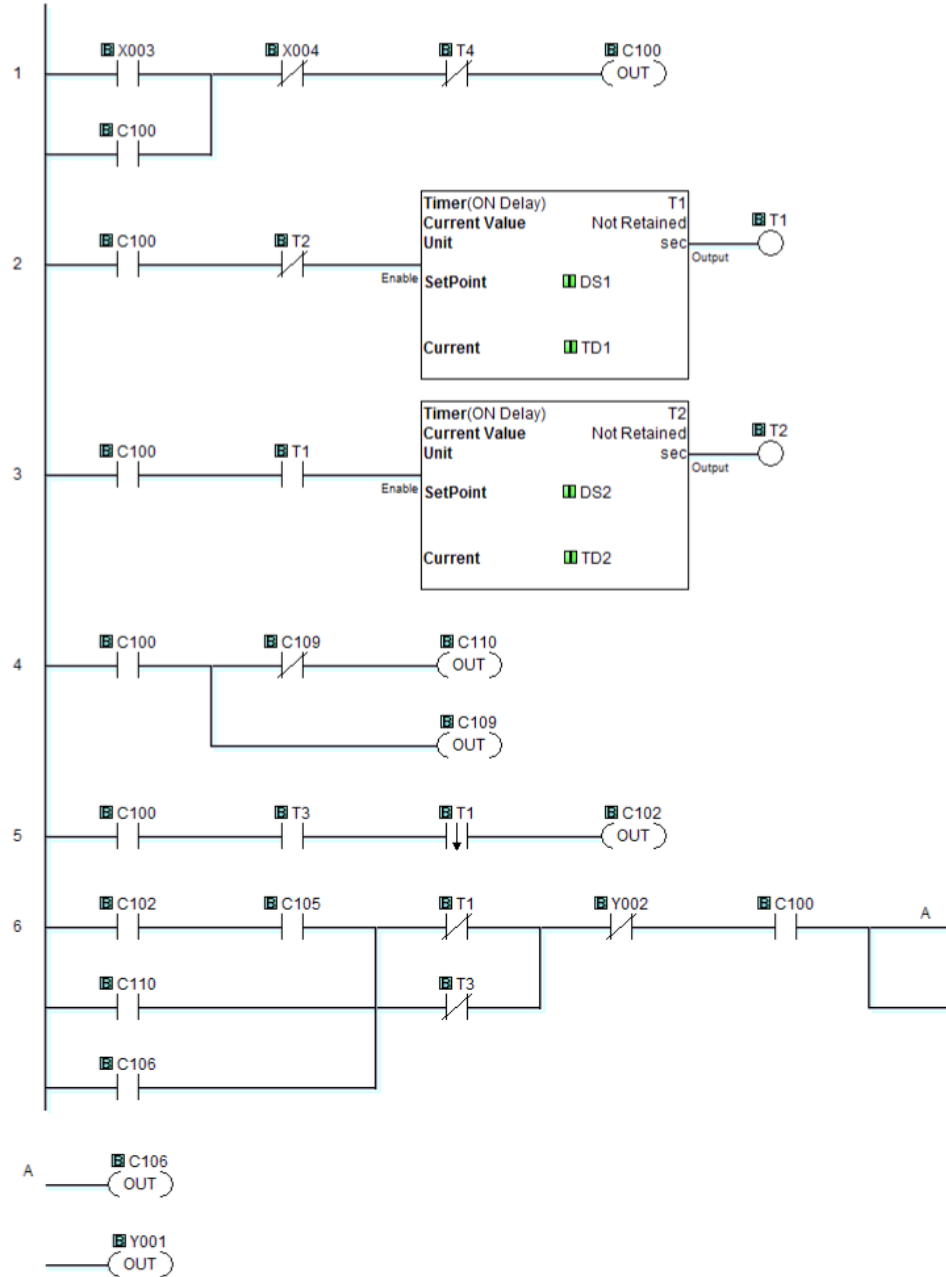 B X003 B X004 B T4 B C100
1 OUT
B C100
Timer(ON Delay) T1
Current Value Not Retained B T1
B C100 B T2 Unit sec
2 Output
Enable SetPoint I DS1
Current I TD1
Timer(ON Delay) T2
Current Value Not Retained B T2
B C100 B T1 Unit sec
3 Output
Enable SetPoint I DS2
Current I TD2
B C100 B C109 B C110
4 OUT
B C109
OUT
B C100 B T3 B T1 B C102
5 OUT
B C102 B C105 B T1 B Y002 B C100 A
6
B C110 B T3
B C106
A B C106
OUT
B Y001
OUT